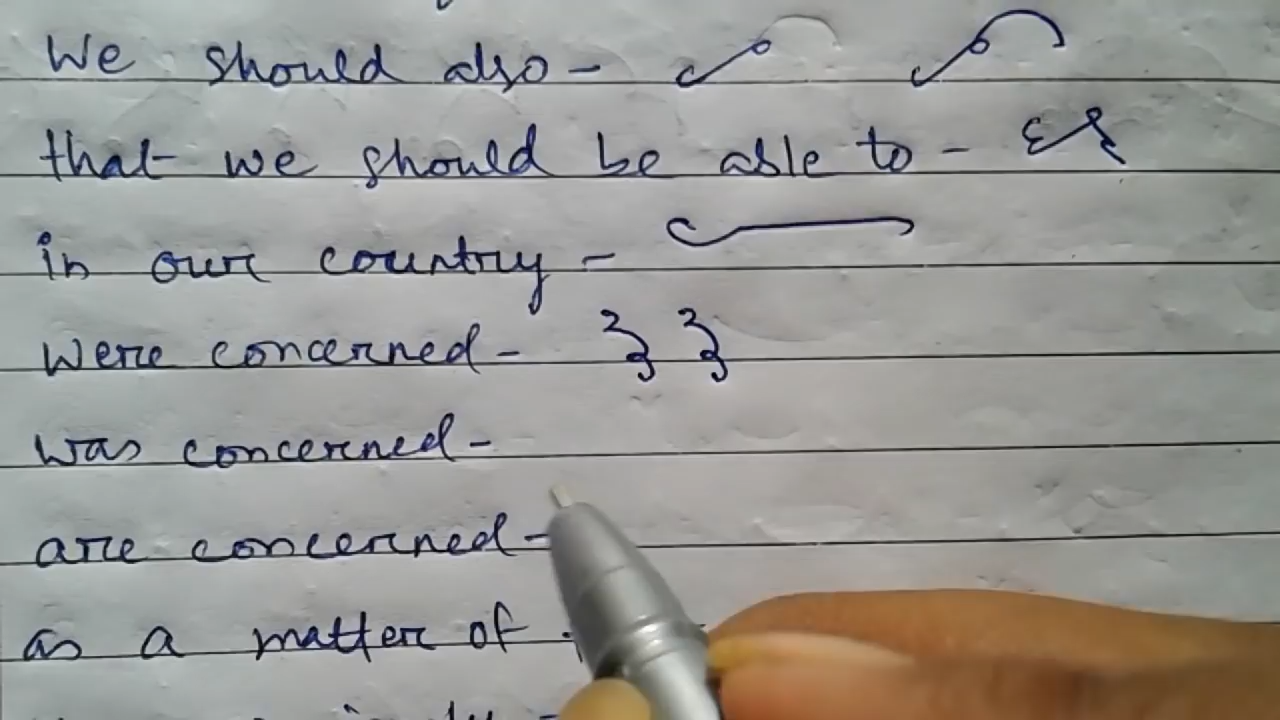 We should also -
that we should be able to -
in our country -
were concerned -
was concerned -
are concerned -
as a matter of